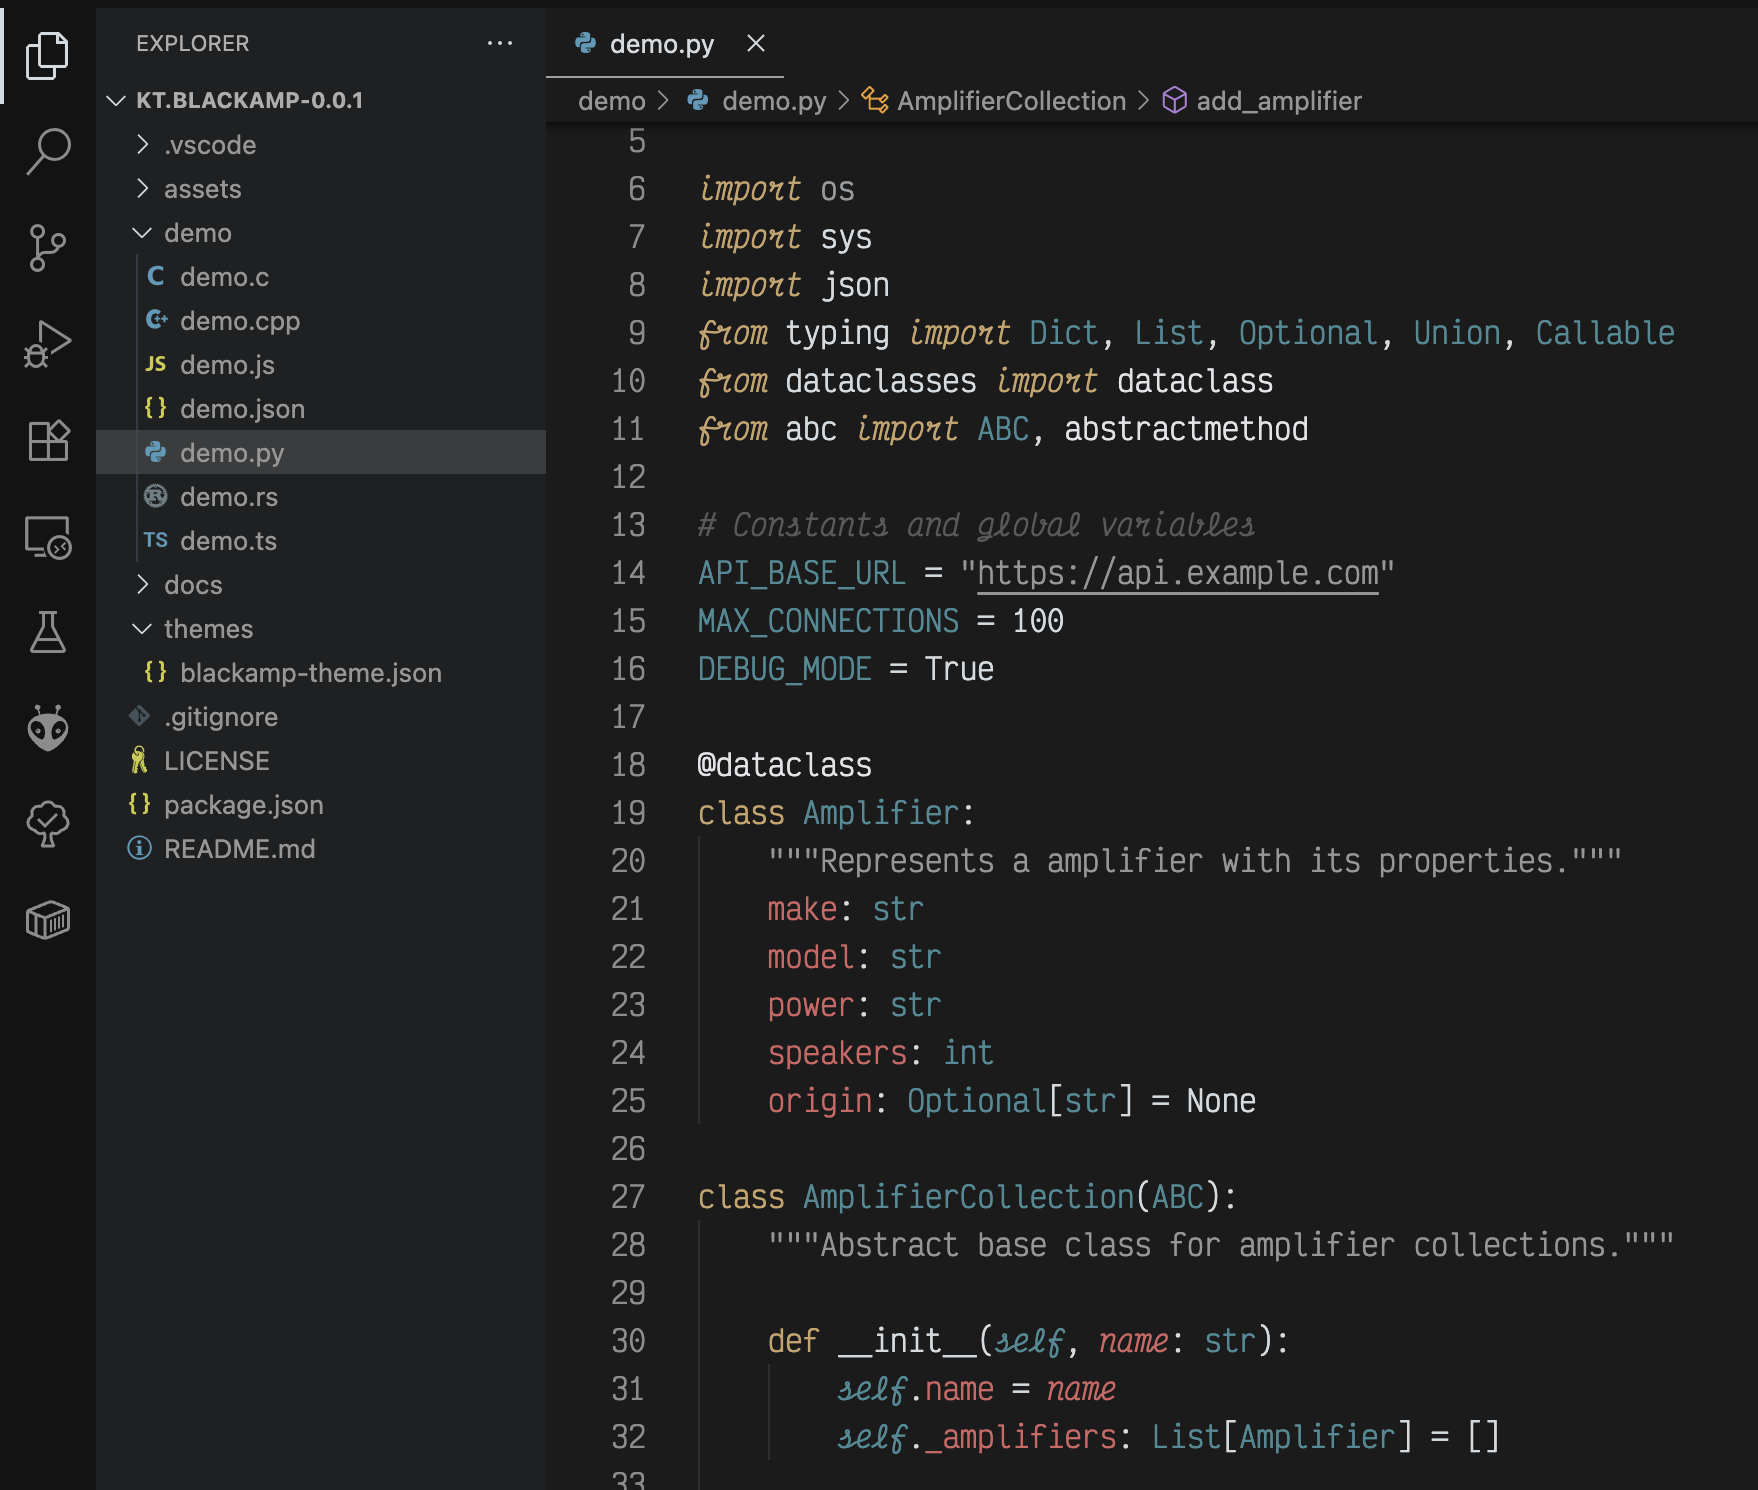 EXPLORER
KT.BLACKAMP-0.0.1
.vscode
assets
demo
C demo.c
C++ demo.cpp
JS demo.js
{} demo.json
demo.py
demo.rs
TS demo.ts
docs
themes
{} blackamp-theme.json
.gitignore
LICENSE
{} package.json
README.md
demo.py
demo > demo.py > AmplifierCollection > add_amplifier
5
6 import os
7 import sys
8 import json
9 from typing import Dict, List, Optional, Union, Callable
10 from dataclasses import dataclass
11 from abc import ABC, abstractmethod
12
13 # Constants and global variables
14 API_BASE_URL = "https://api.example.com"
15 MAX_CONNECTIONS = 100
16 DEBUG_MODE = True
17
18 @dataclass
19 class Amplifier:
20     """Represents a amplifier with its properties."""
21     make: str
22     model: str
23     power: str
24     speakers: int
25     origin: Optional[str] = None
26
27 class AmplifierCollection(ABC):
28     """Abstract base class for amplifier collections."""
29
30     def __init__(self, name: str):
31         self.name = name
32         self._amplifiers: List[Amplifier] = []
33